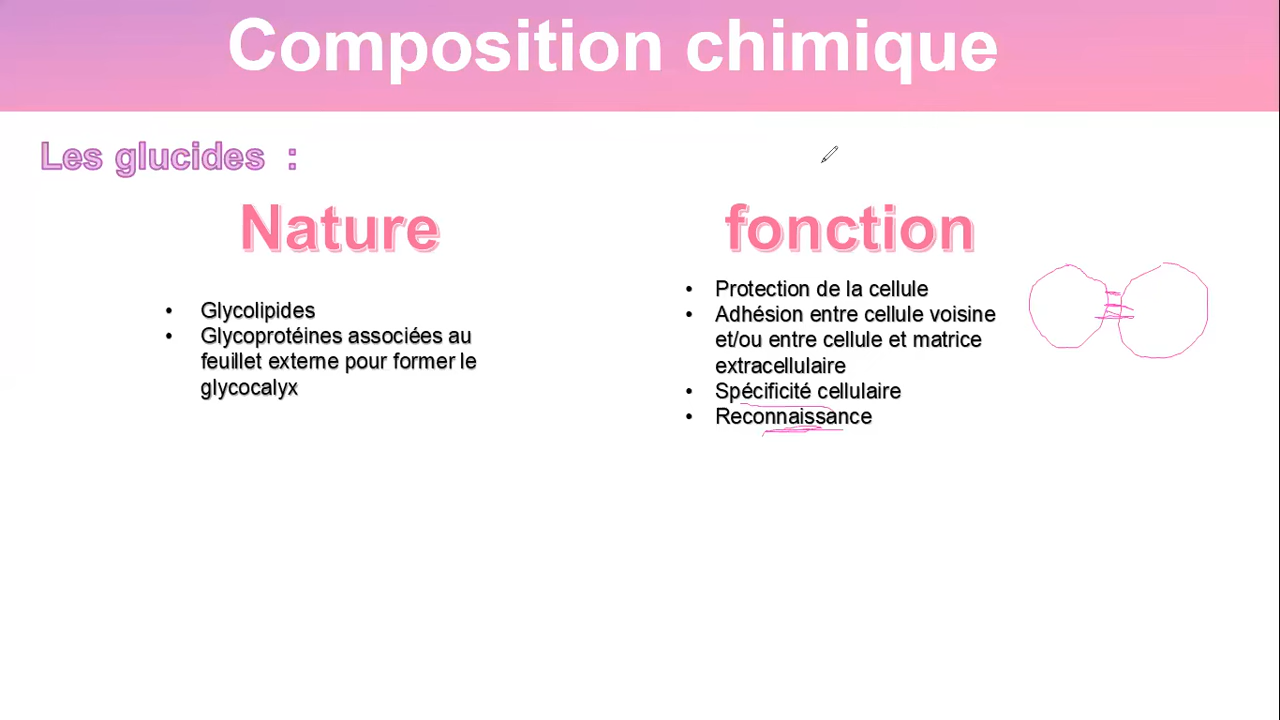 Composition chimique
Les glucides :
Nature
• Glycolipides
• Glycoprotéines associées au
feuillet externe pour former le
glycocalyx
fonction
• Protection de la cellule
• Adhésion entre cellule voisine
et/ou entre cellule et matrice
extracellulaire
• Spécificité cellulaire
• Reconnaissance